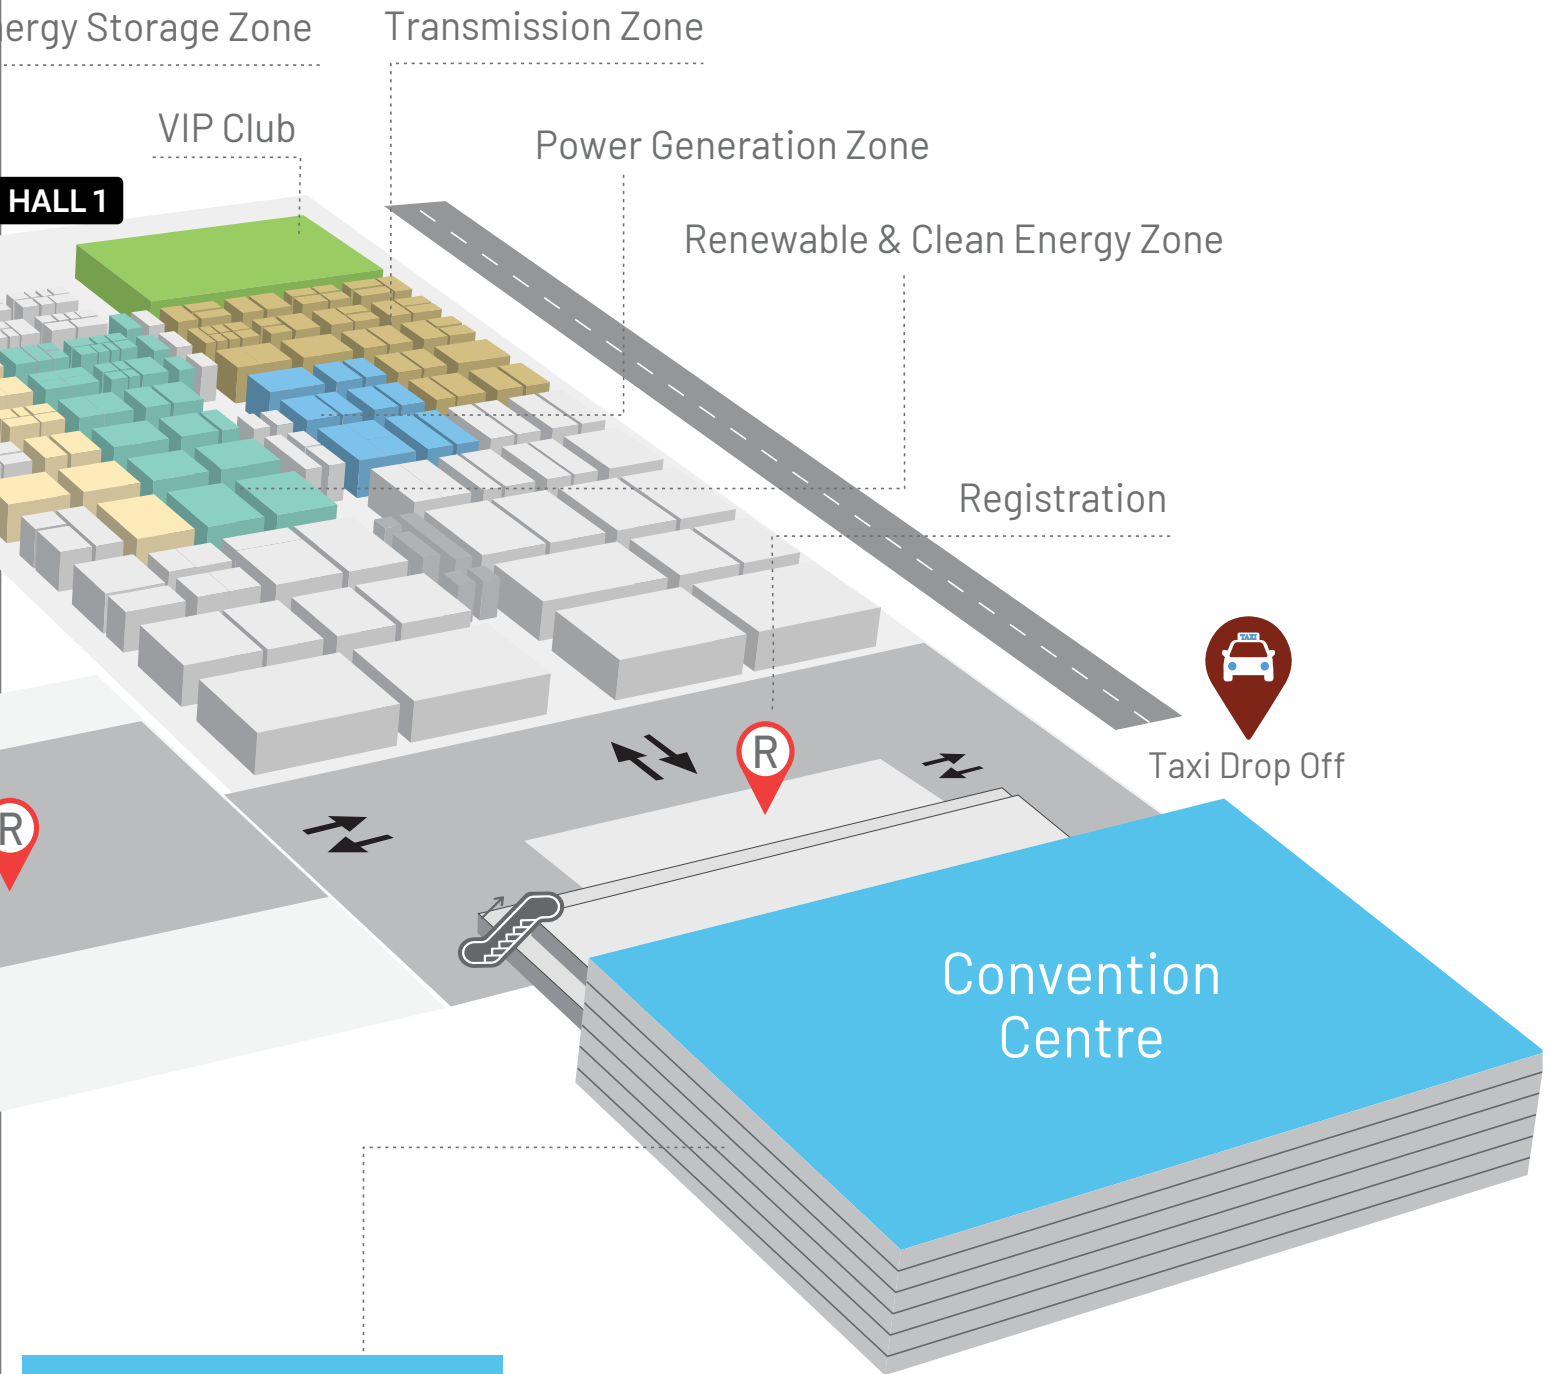 ergy Storage Zone
Transmission Zone
VIP Club
Power Generation Zone
HALL 1
Renewable & Clean Energy Zone
Registration
TAXI
R
Taxi Drop Off
R
Convention
Centre